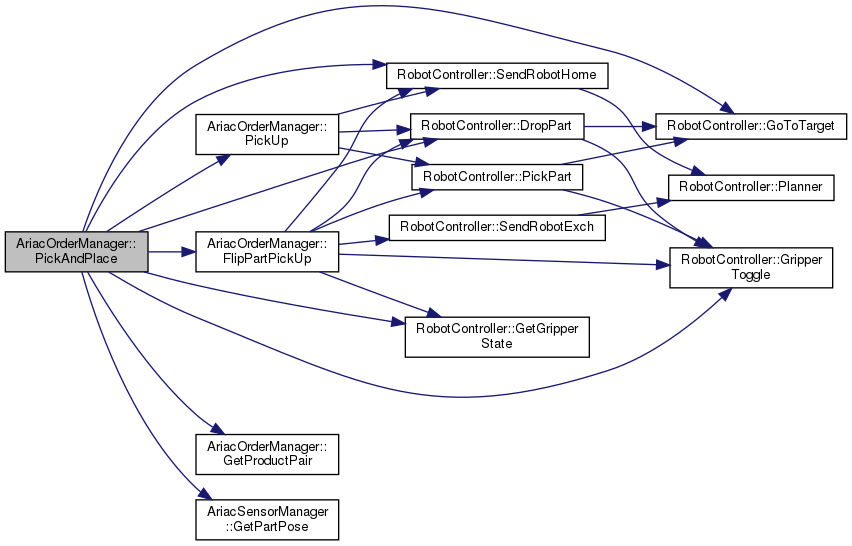 AriacOrderManager::
PickAndPlace
AriacOrderManager::
PickUp
AriacOrderManager::
FlipPartPickUp
AriacOrderManager::
GetProductPair
AriacSensorManager
::GetPartPose
RobotController::SendRobotHome
RobotController::DropPart
RobotController::PickPart
RobotController::SendRobotExch
RobotController::GetGripper
State
RobotController::GoToTarget
RobotController::Planner
RobotController::Gripper
Toggle